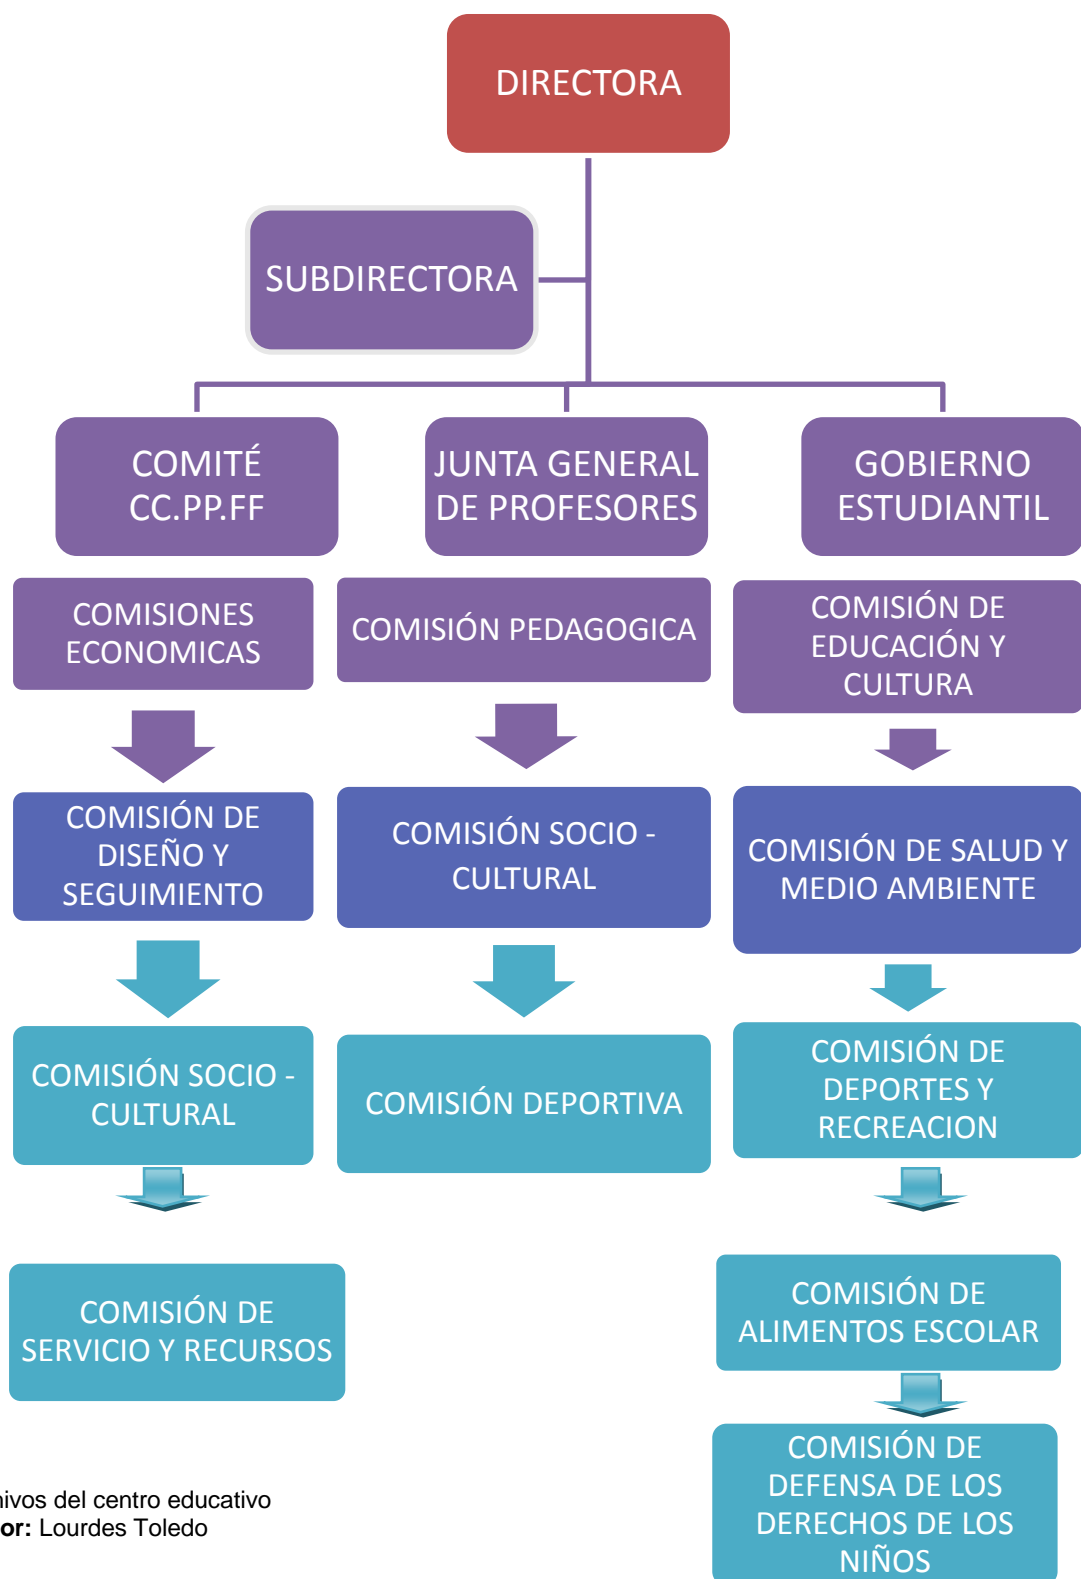 DIRECTORA
SUBDIRECTORA
COMITÉ
CC.PP.FF
JUNTA GENERAL
DE PROFESORES
GOBIERNO
ESTUDIANTIL
COMISIONES
ECONOMICAS
COMISIÓN PEDAGOGICA
COMISIÓN DE
EDUCACIÓN Y
CULTURA
COMISIÓN DE
DISEÑO Y
SEGUIMIENTO
COMISIÓN SOCIO -
CULTURAL
COMISIÓN DE SALUD Y
MEDIO AMBIENTE
COMISIÓN SOCIO -
CULTURAL
COMISIÓN DEPORTIVA
COMISIÓN DE
DEPORTES Y
RECREACION
COMISIÓN DE
SERVICIO Y RECURSOS
COMISIÓN DE
ALIMENTOS ESCOLAR
COMISIÓN DE
DEFENSA DE LOS
DERECHOS DE LOS
NIÑOS
del centro educativo
Lourdes Toledo